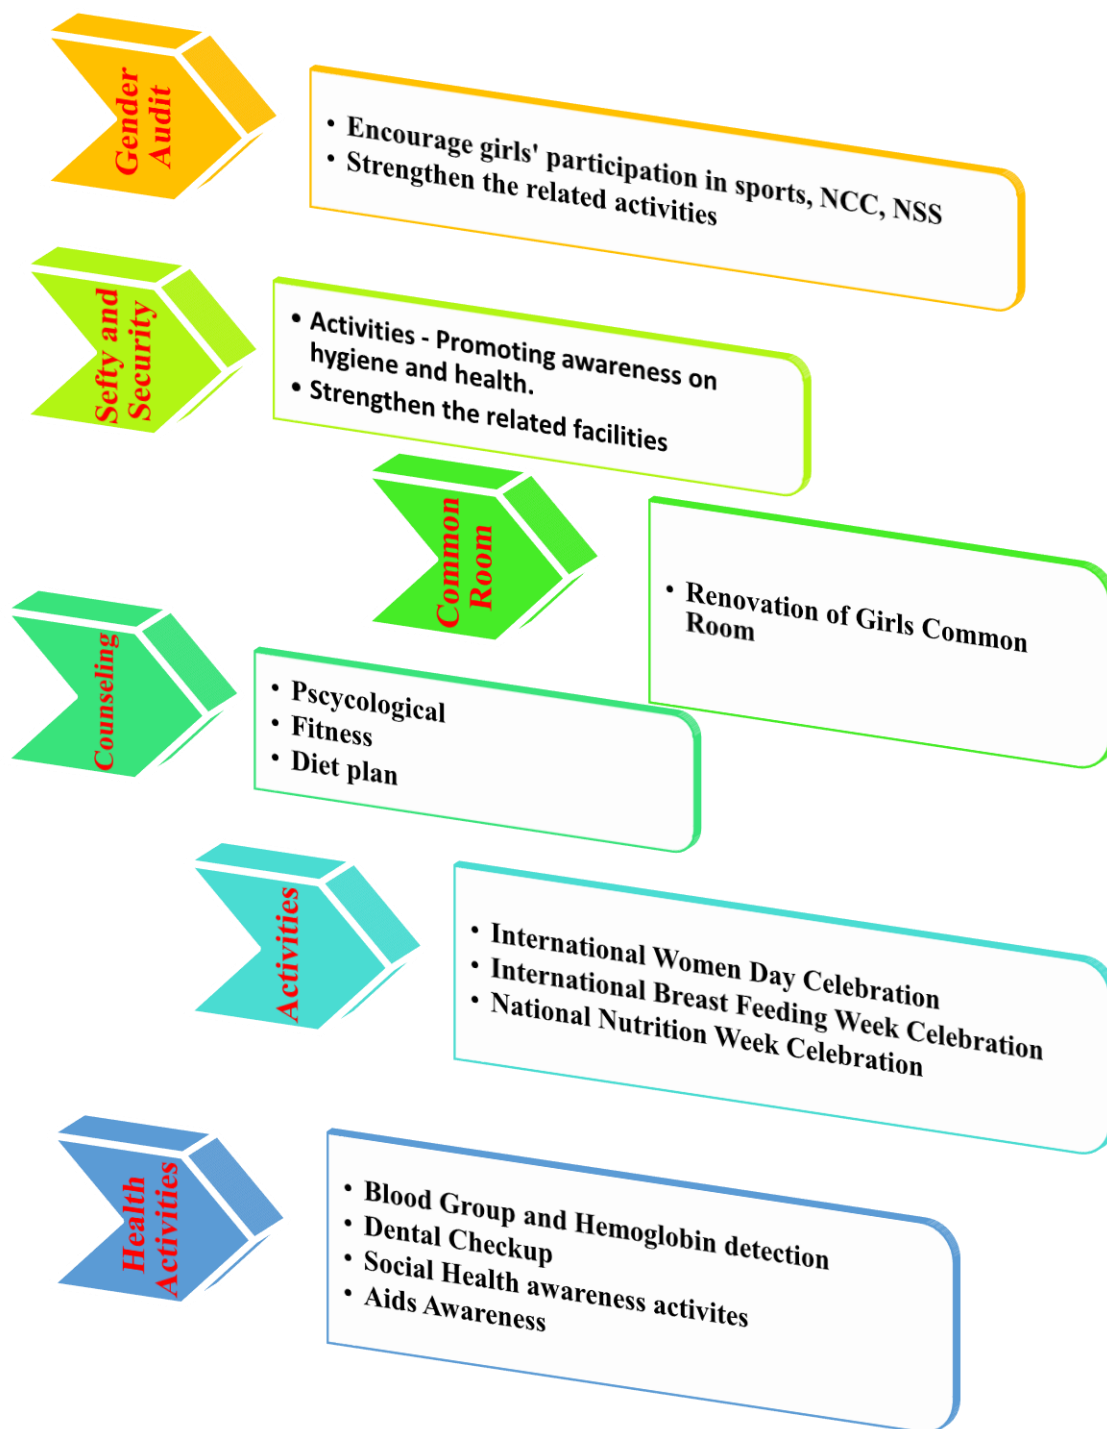 Gender
Audit
• Encourage girls' participation in sports, NCC, NSS
• Strengthen the related activities
Sefty and
Security
• Activities - Promoting awareness on
hygiene and health.
• Strengthen the related facilities
Common
Room
• Renovation of Girls Common
Room
Counseling
• Pscycological
• Fitness
• Diet plan
Activities
• International Women Day Celebration
• International Breast Feeding Week Celebration
• National Nutrition Week Celebration
Health
Activities
• Blood Group and Hemoglobin detection
• Dental Checkup
• Social Health awareness activites
• Aids Awareness